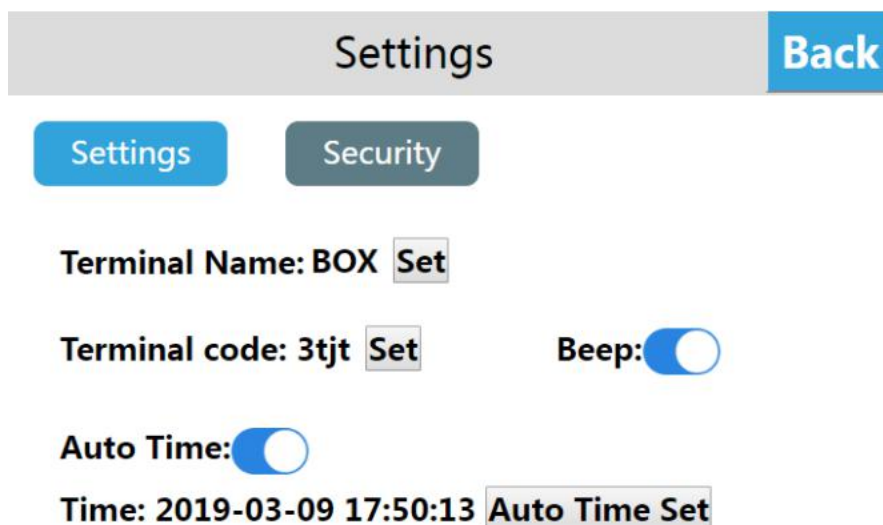 Settings Back
Settings Security
Terminal Name: BOX Set
Terminal code: 3tjt Set Beep:
Auto Time:
Time: 2019-03-09 17:50:13 Auto Time Set